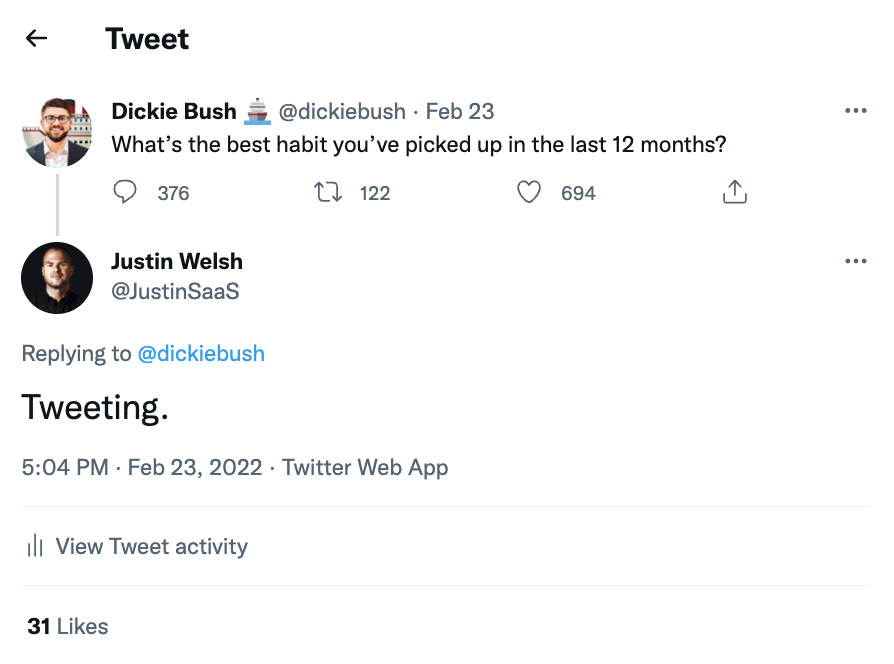 Tweet
Dickie Bush 🚢 @dickiebush · Feb 23
What’s the best habit you’ve picked up in the last 12 months?
376 122 694
Justin Welsh
@JustinSaaS
Replying to @dickiebush
Tweeting.
5:04 PM · Feb 23, 2022 · Twitter Web App
View Tweet activity
31 Likes